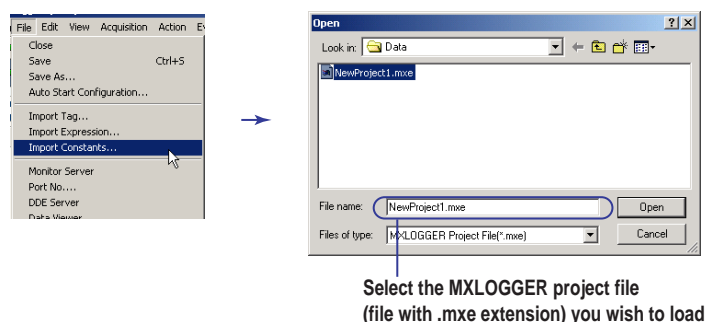 File Edit View Acquisition Action
Close
Save Ctrl+S
Save As...
Auto Start Configuration...
Import Tag...
Import Expression...
Import Constants...
Monitor Server
Port No....
DDE Server
Data Viewer
Open
Look in: Data
NewProject1.mxe
File name: NewProject1.mxe Open
Files of type: MXLOGGER Project File(*.mxe) Cancel
Select the MXLOGGER project file
(file with .mxe extension) you wish to load